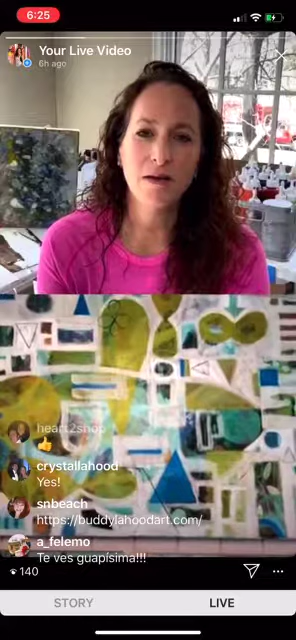 6:25
Your Live Video
6h ago
heart2shop
crystallahood
Yes!
snbeach
https://buddylahoodart.com/
a_felemo
Te ves guapísima!!!
140
STORY
LIVE